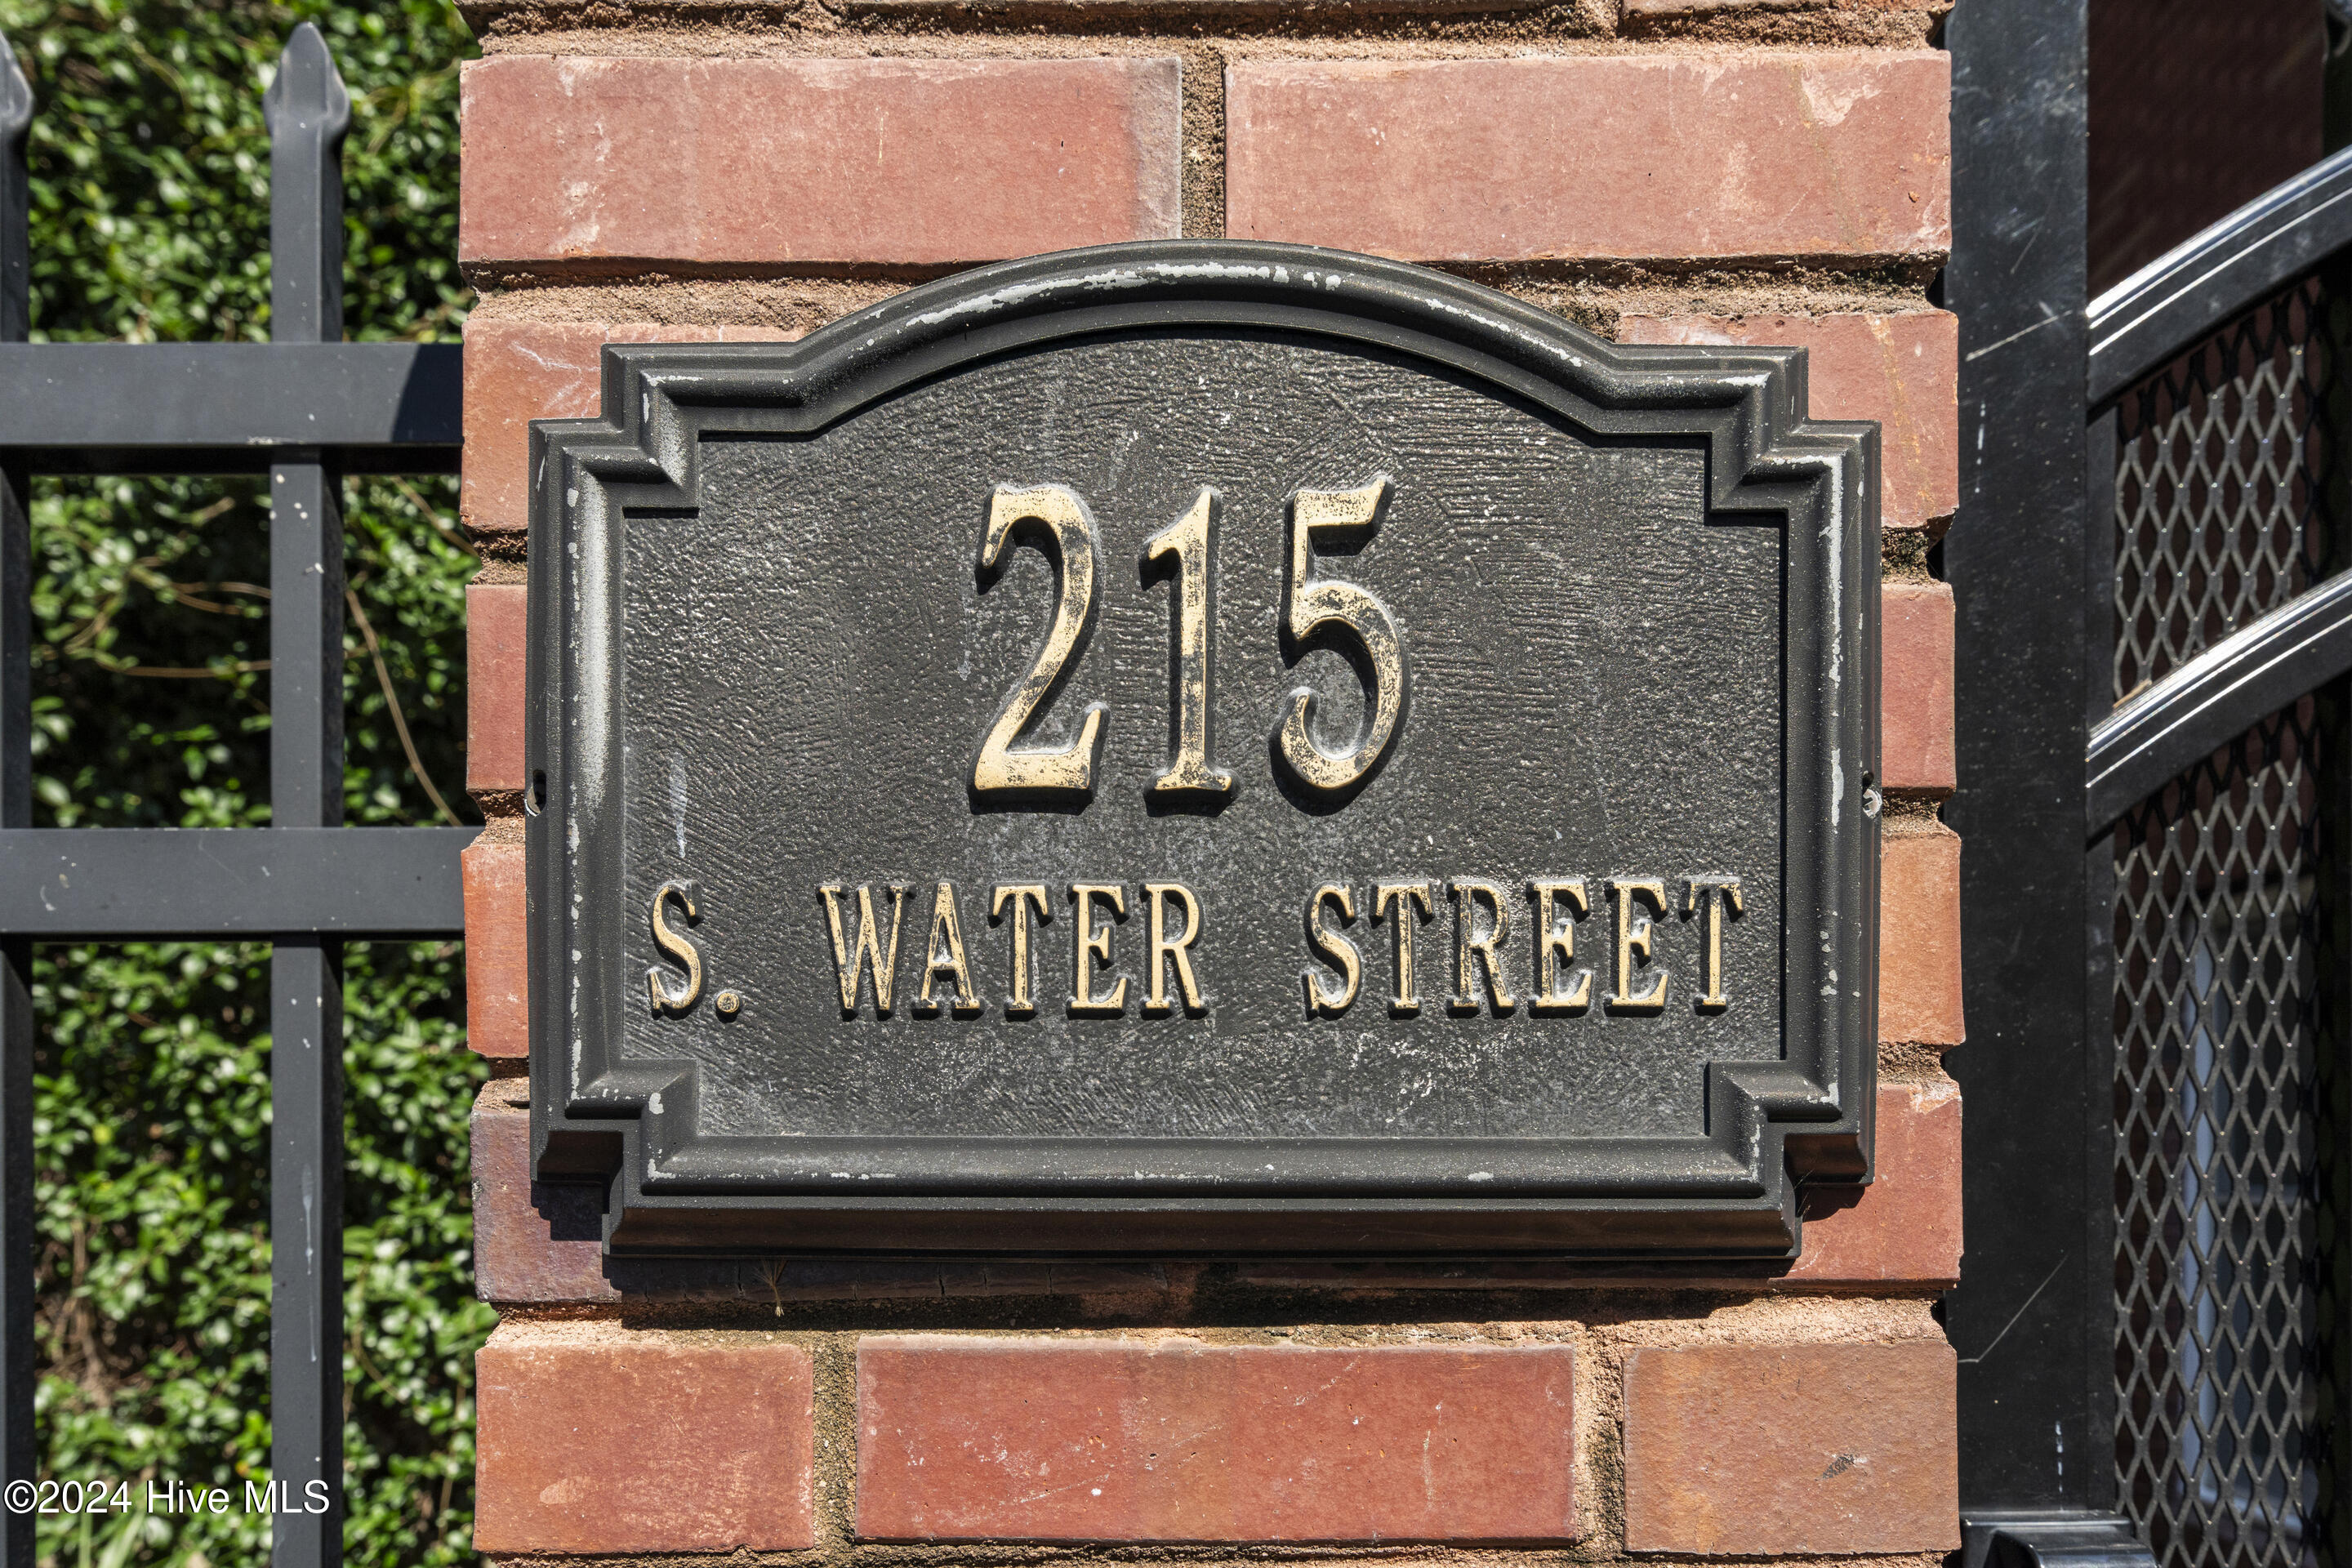 215
S. WATER STREET
©2024 Hive MLS